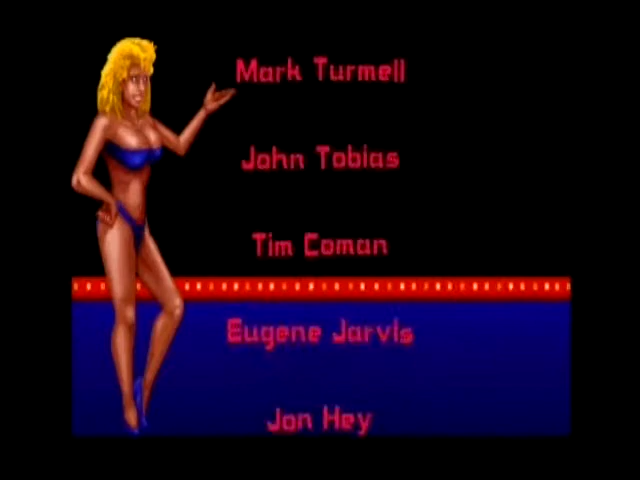 Mark Turmell
John Tobias
Tim Coman
Eugene Jarvis
Jon Hey